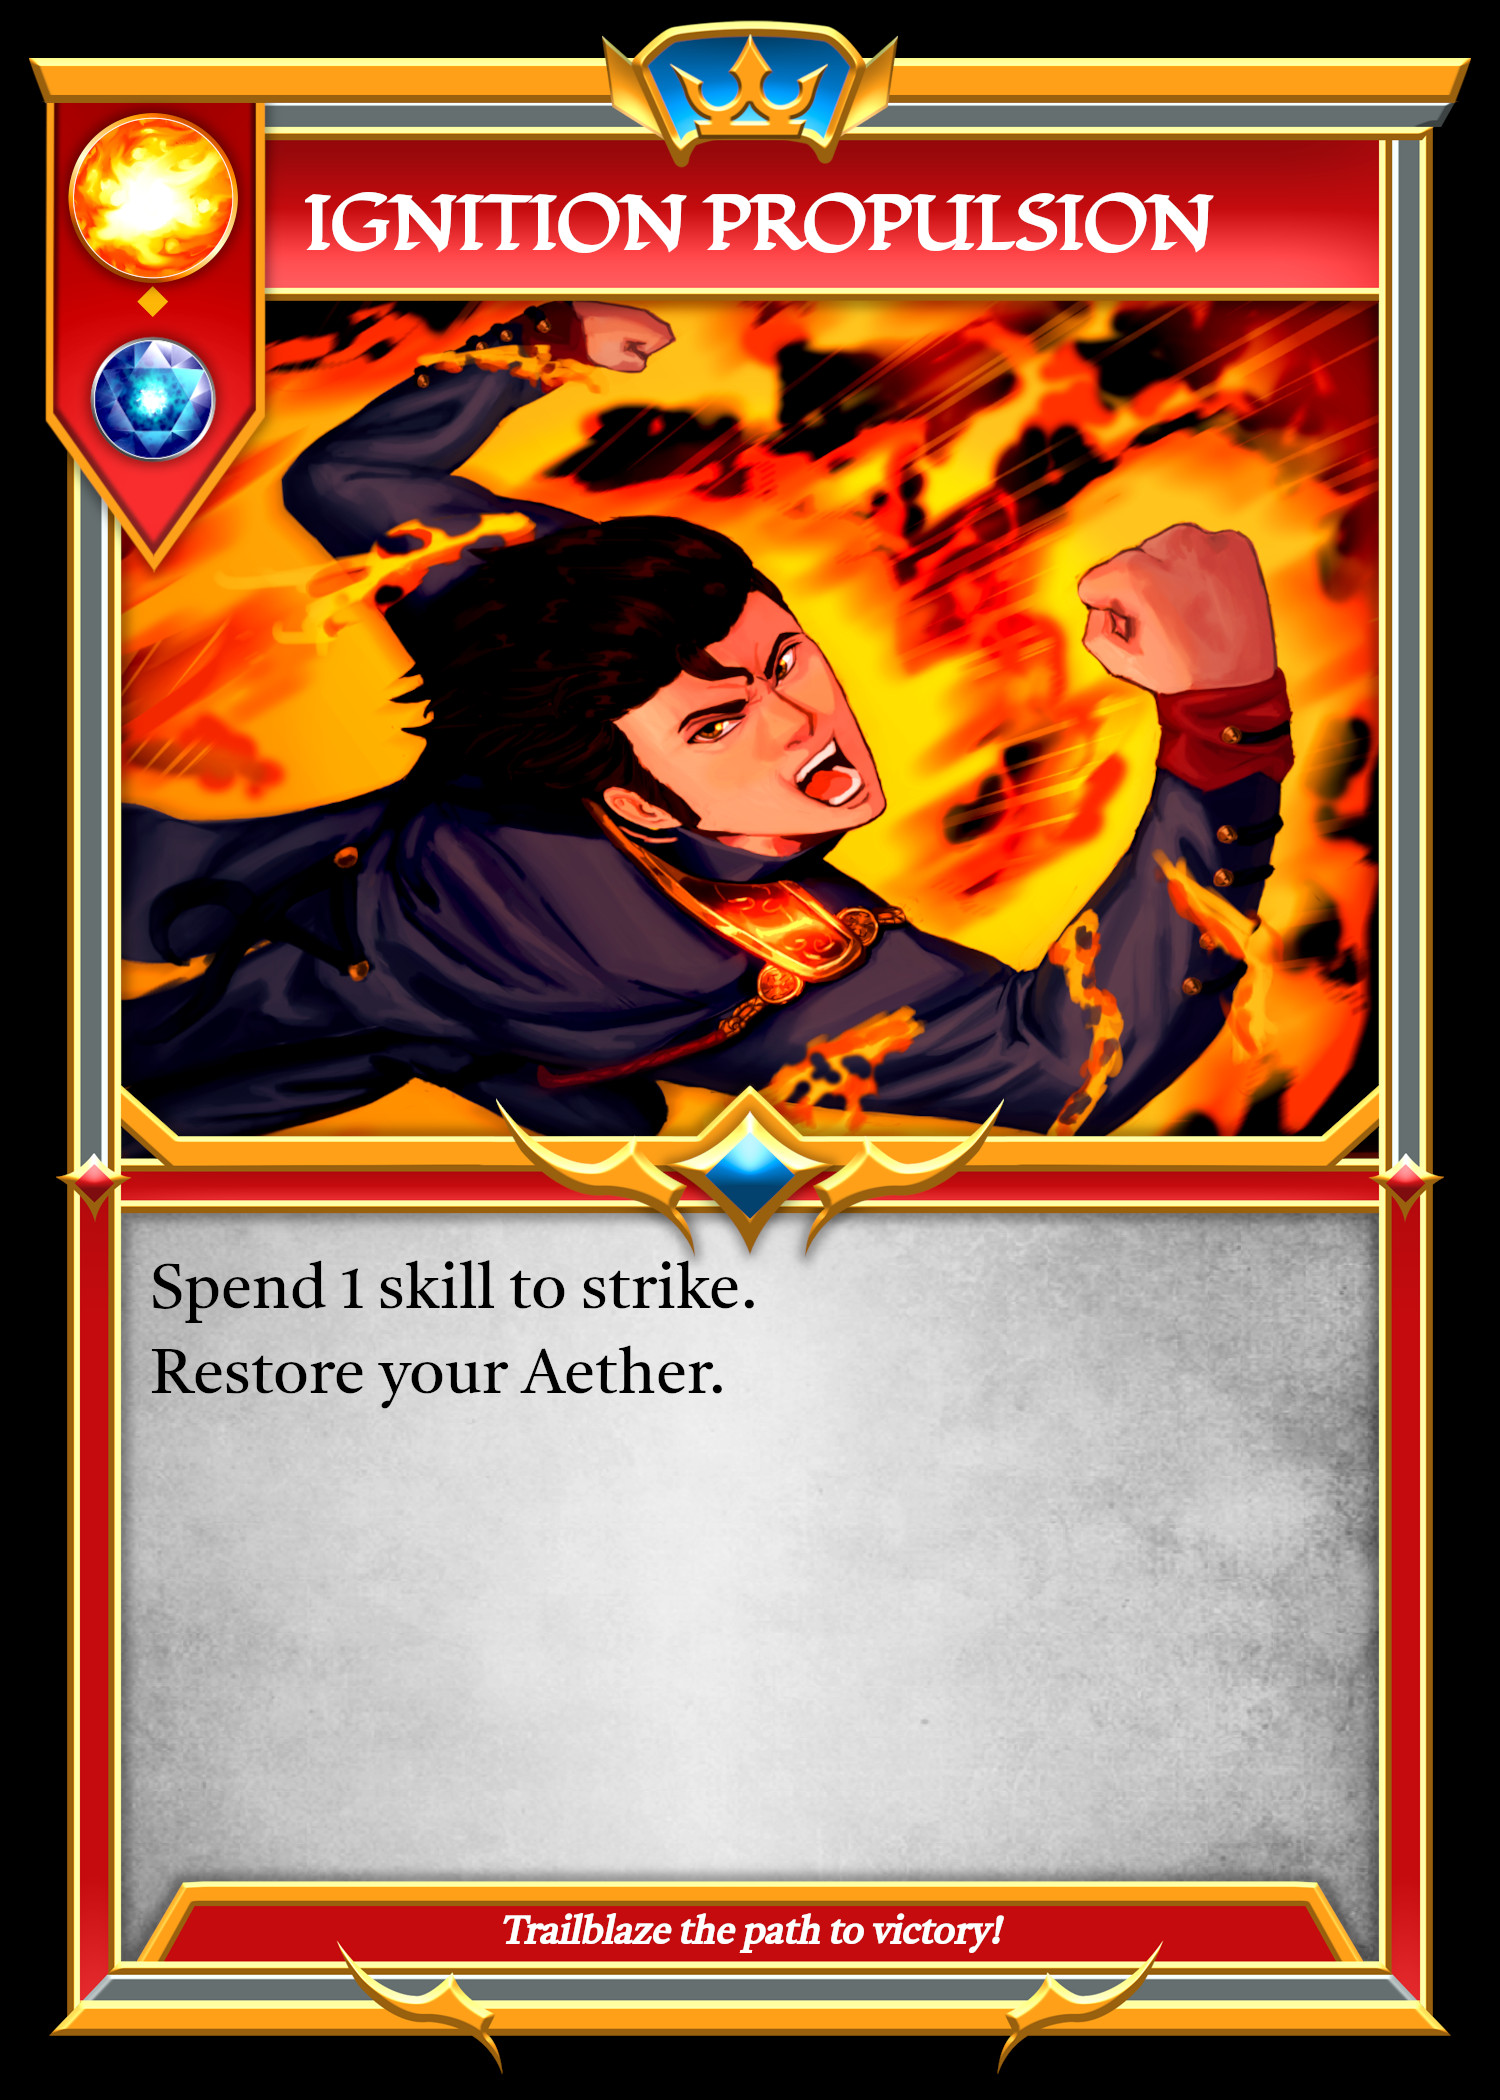 IGNITION PROPULSION
Spend 1 skill to strike.
Restore your Aether.
Trailblaze the path to victory!